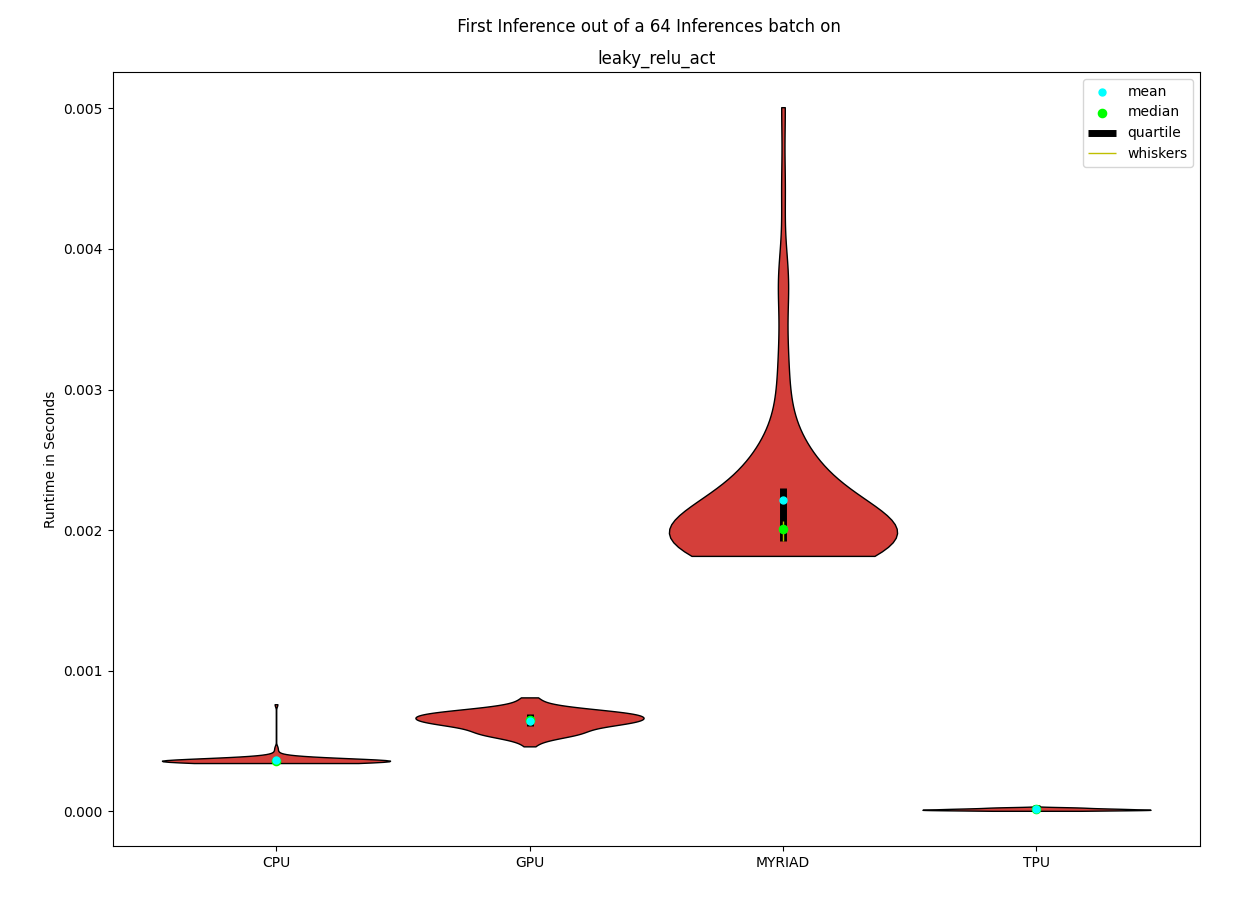 First Inference out of a 64 Inferences batch on
leaky_relu_act
mean
median
quartile
whiskers
Runtime in Seconds
0.005
0.004
0.003
0.002
0.001
0.000
CPU GPU MYRIAD TPU